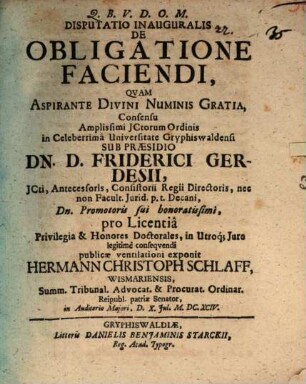 Q. B. V. D. O. M.
DISPUTATIO INAUGURALIS
DE
OBLIGATIONE
FACIENDI,
QVAM
ASPIRANTE DIVINI NUMINIS GRATIA,
Consensu
Amplissimi JCtorum Ordinis
in Celeberrimâ Universitate Gryphiswaldensi
SUB PRÆSIDIO
DN. D. FRIDERICI GER-
DESII,
JCti, Antecessoris, Consistorii Regii Directoris, nec
non Facult. Jurid. p. t. Decani,
Dn. Promotoris sui honoratissimi,
pro Licentiâ
Privilegia & Honores Doctorales, in Utroq; Jure
legitimè consequendi
publicæ ventilationi exponit
HERMANN CHRISTOPH SCHLAFF,
WISMARIENSIS,
Summ. Tribunal. Advocat. & Procurat. Ordinar.
Reipubl. patriæ Senator,
in Auditorio Majori, D. X. Jul. M. DC. XCIV.
GRYPHISWALDIÆ,
Litteris DANIELIS BENJAMINIS STARCKII,
Reg. Acad. Typogr.